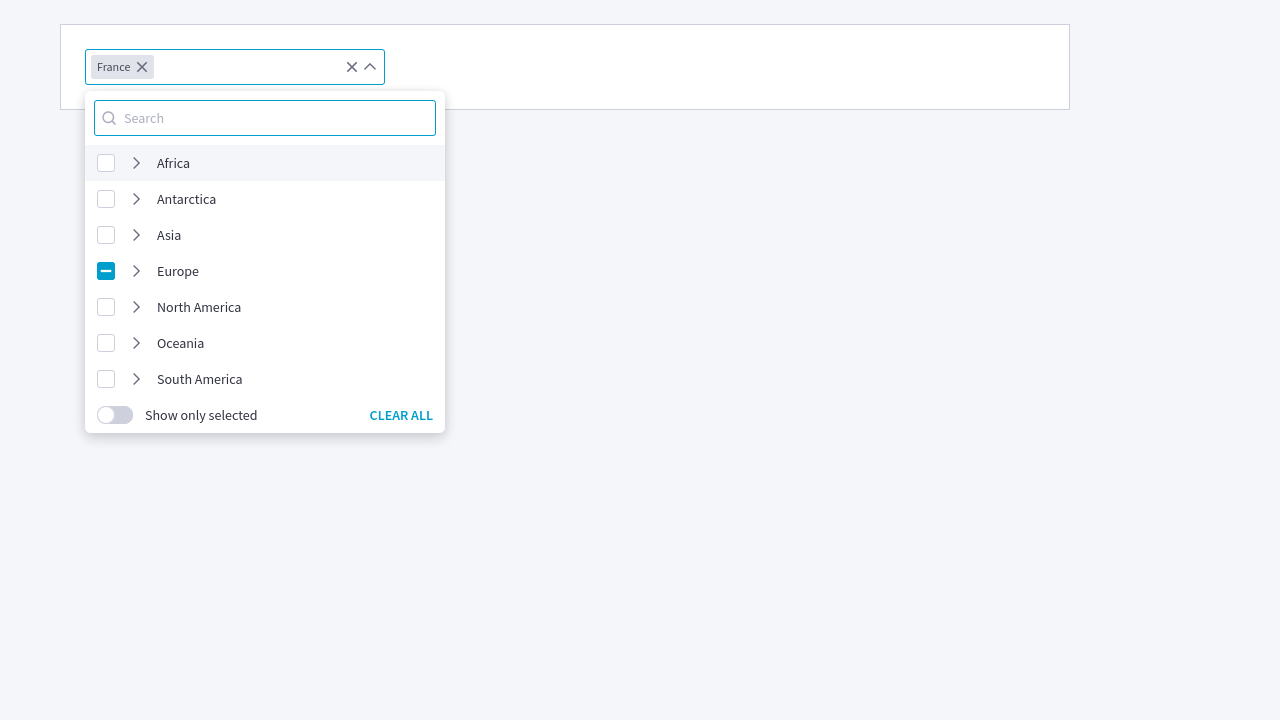 France
Search
Africa
Antarctica
Asia
Europe
North America
Oceania
South America
Show only selected CLEAR ALL